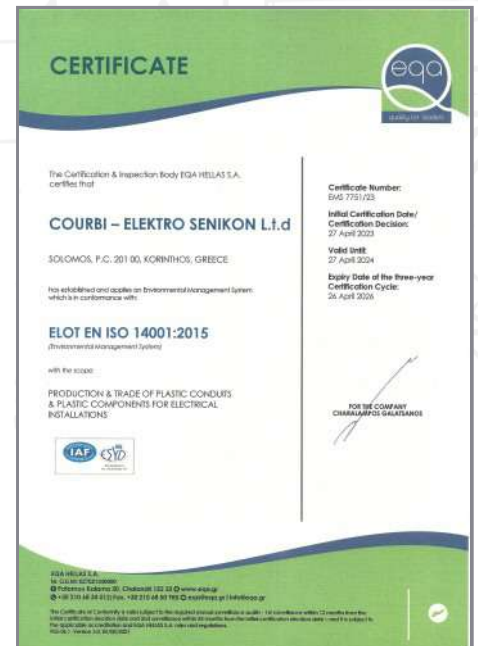 CERTIFICATE
eqa
quality for leaders
The Certification & Inspection Body EQA HELLAS S.A.
certifies that
COURBI – ELEKTRO SENIKON L.t.d
SOLOMOS, P.C. 201 00, KORINTHOS, GREECE
has established and applies an Environmental Management System
which is in conformance with:
ELOT EN ISO 14001:2015
(Environmental Management System)
with the scope:
PRODUCTION & TRADE OF PLASTIC CONDUITS
& PLASTIC COMPONENTS FOR ELECTRICAL
INSTALLATIONS
IAF
Certificate Number:
EMS 7751/23
Initial Certification Date/
Certification Decision:
27 April 2023
Valid Until:
27 April 2024
Expiry Date of the three-year
Certification Cycle:
26 April 2026
FOR THE COMPANY
CHARALAMPOS GALATSANOS
EQA HELLAS S.A.